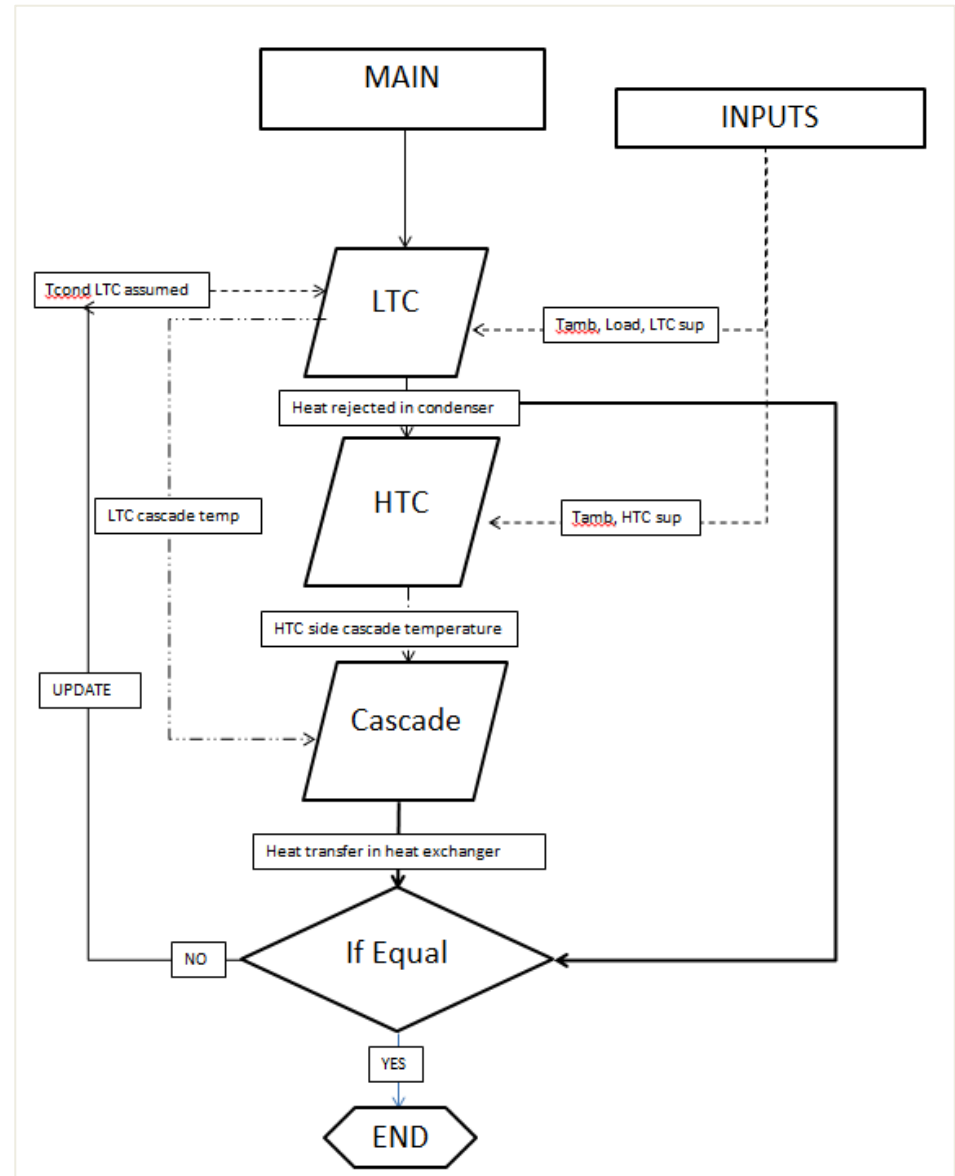 MAIN
INPUTS
Tcond LTC assumed
LTC
Tamb, Load, LTC sup
Heat rejected in condenser
HTC
LTC cascade temp
Tamb, HTC sup
HTC side cascade temperature
UPDATE
Cascade
Heat transfer in heat exchanger
If Equal
NO
YES
END